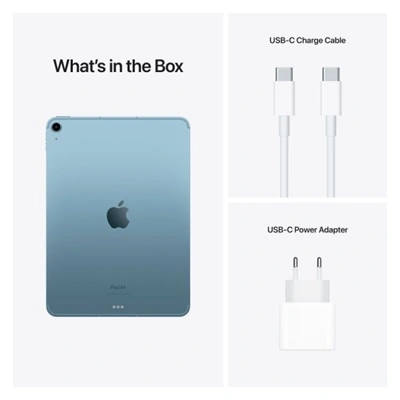 What's in the Box
USB-C Charge Cable
USB-C Power Adapter